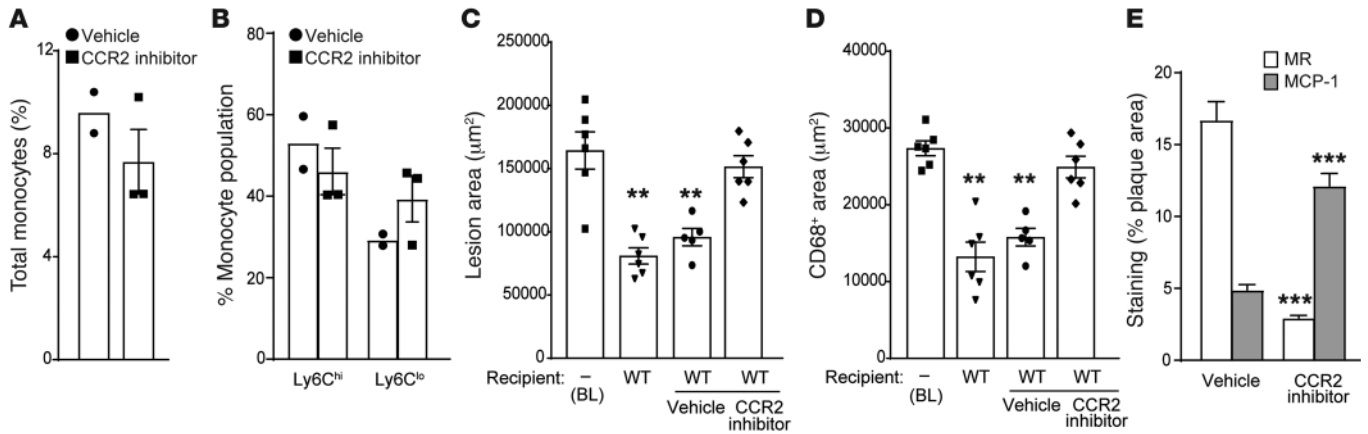 A
Vehicle
CCR2 inhibitor
Total monocytes (%)
12
8
4
0
B
Vehicle
CCR2 inhibitor
% Monocyte population
80
60
40
20
0
Ly6Cʰⁱ
Ly6Cˡᵒ
C
Lesion area (μm²)
250000
200000
150000
100000
50000
0
**
**
Recipient:
– (BL)
WT
WT
WT
Vehicle
CCR2
inhibitor
D
CD68⁺ area (μm²)
40000
30000
20000
10000
0
**
**
Recipient:
– (BL)
WT
WT
WT
Vehicle
CCR2
inhibitor
E
MR
MCP-1
Staining (% plaque area)
20
15
10
5
0
***
***
Vehicle
CCR2
inhibitor